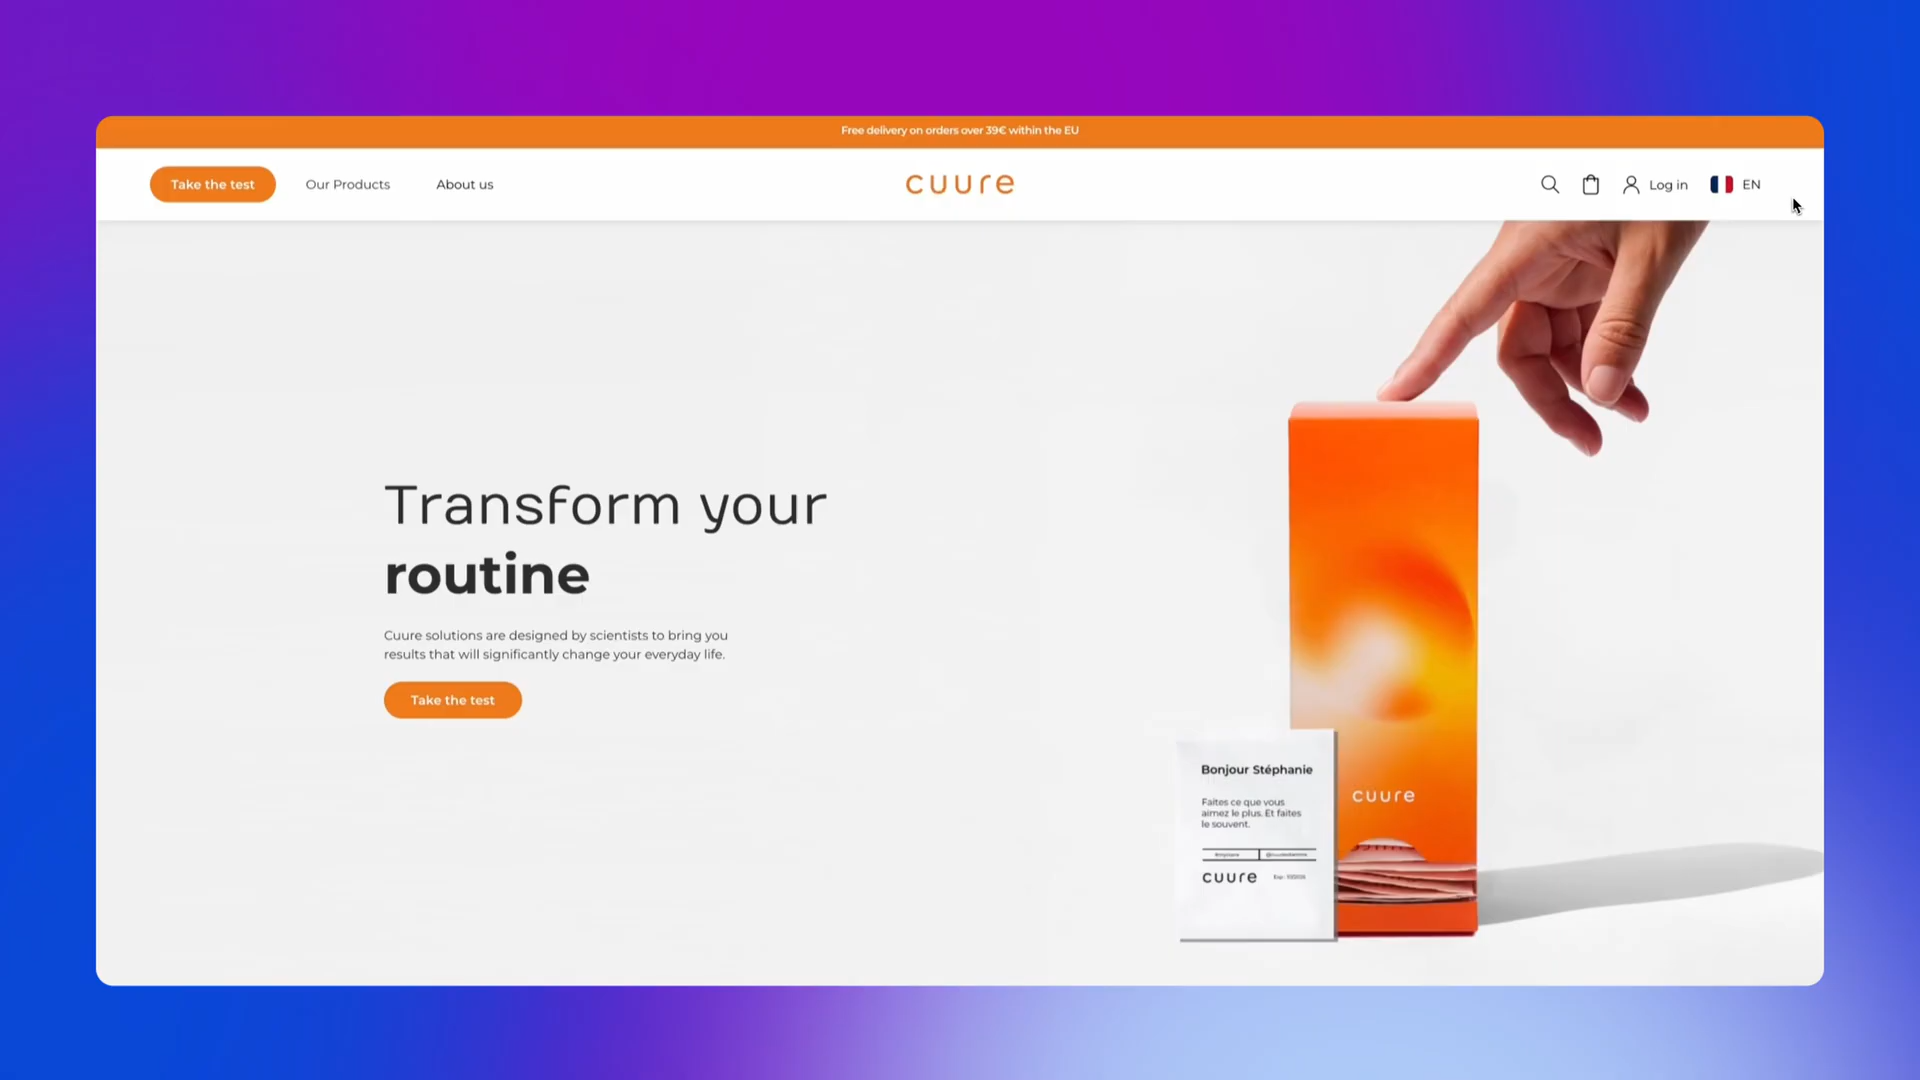 Free delivery on orders over 39€ within the EU
Take the test
Our Products
About us
cuure
Log in
EN
Transform your
routine
Cuure solutions are designed by scientists to bring you
results that will significantly change your everyday life.
Take the test
Bonjour Stéphanie
Faites ce que vous
aimez le plus. Et faites
le souvent.
cuure
cuure